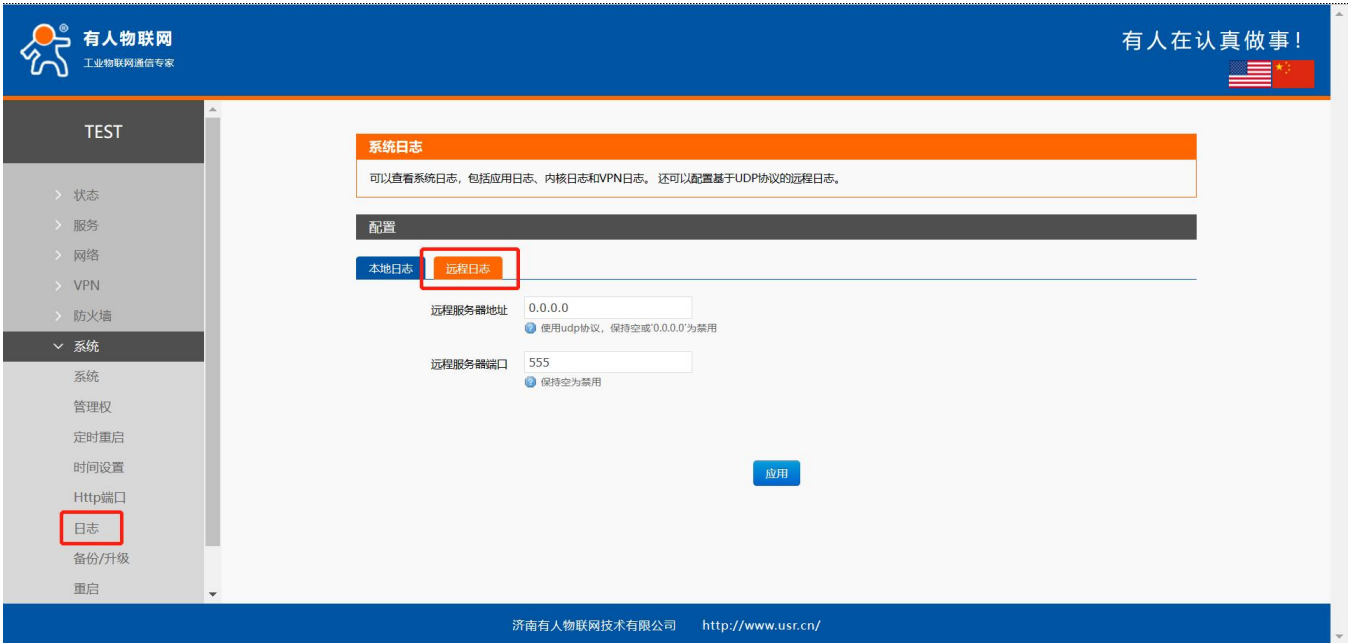 有人物联网
工业物联网通信专家
有人在认真做事!
TEST
状态
服务
网络
VPN
防火墙
系统
系统
管理权
定时重启
时间设置
Http端口
日志
备份/升级
重启
系统日志
可以查看系统日志,包括应用日志、内核日志和VPN日志。 还可以配置基于UDP协议的远程日志。
配置
本地日志 远程日志
远程服务器地址 0.0.0.0
使用udp协议,保持空或'0.0.0.0'为禁用
远程服务器端口 555
保持空为禁用
应用
济南有人物联网技术有限公司 http://www.usr.cn/